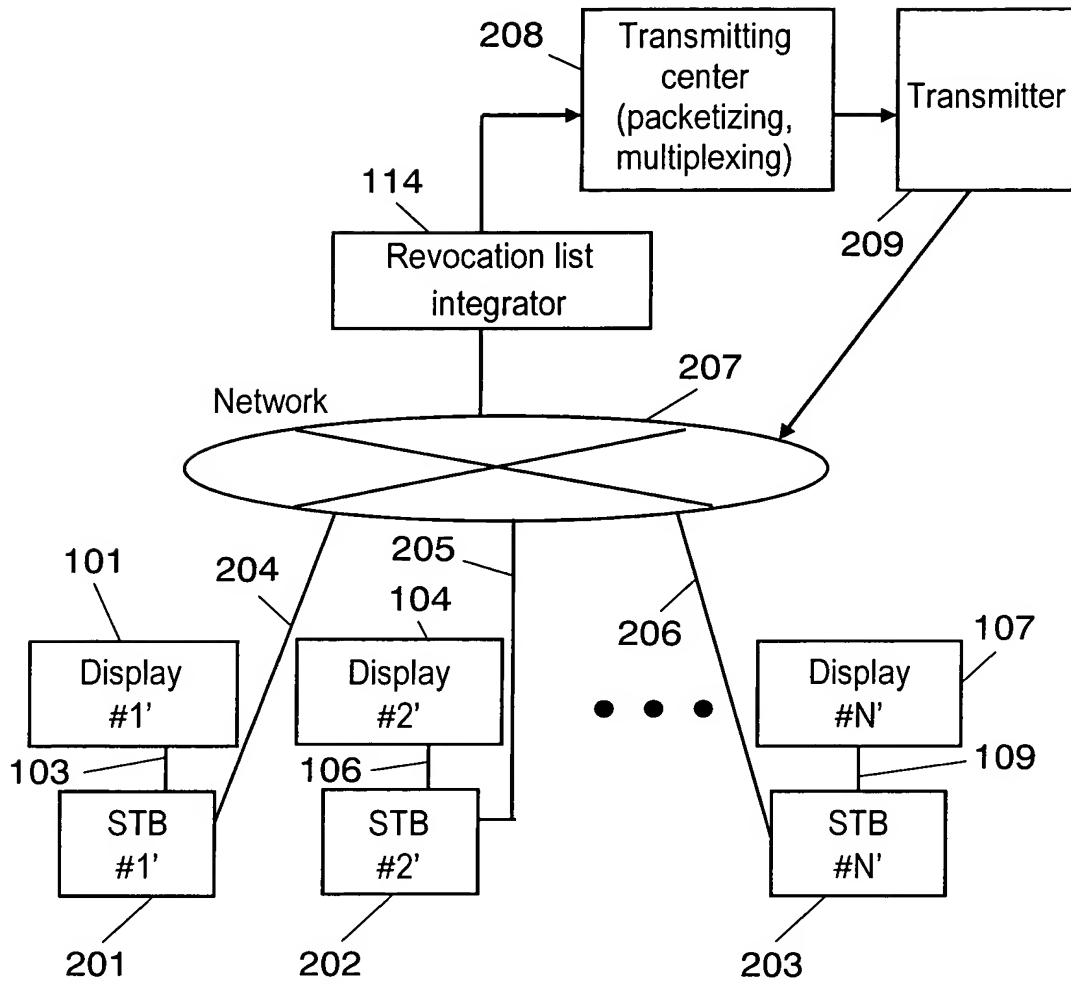 208
Transmitting
center
(packetizing,
multiplexing)
Transmitter
114
209
Revocation list
integrator
207
Network
101
204
205
104
206
107
Display
#1'
Display
#2'
Display
#N'
103
106
109
STB
#1'
STB
#2'
STB
#N'
201
202
203